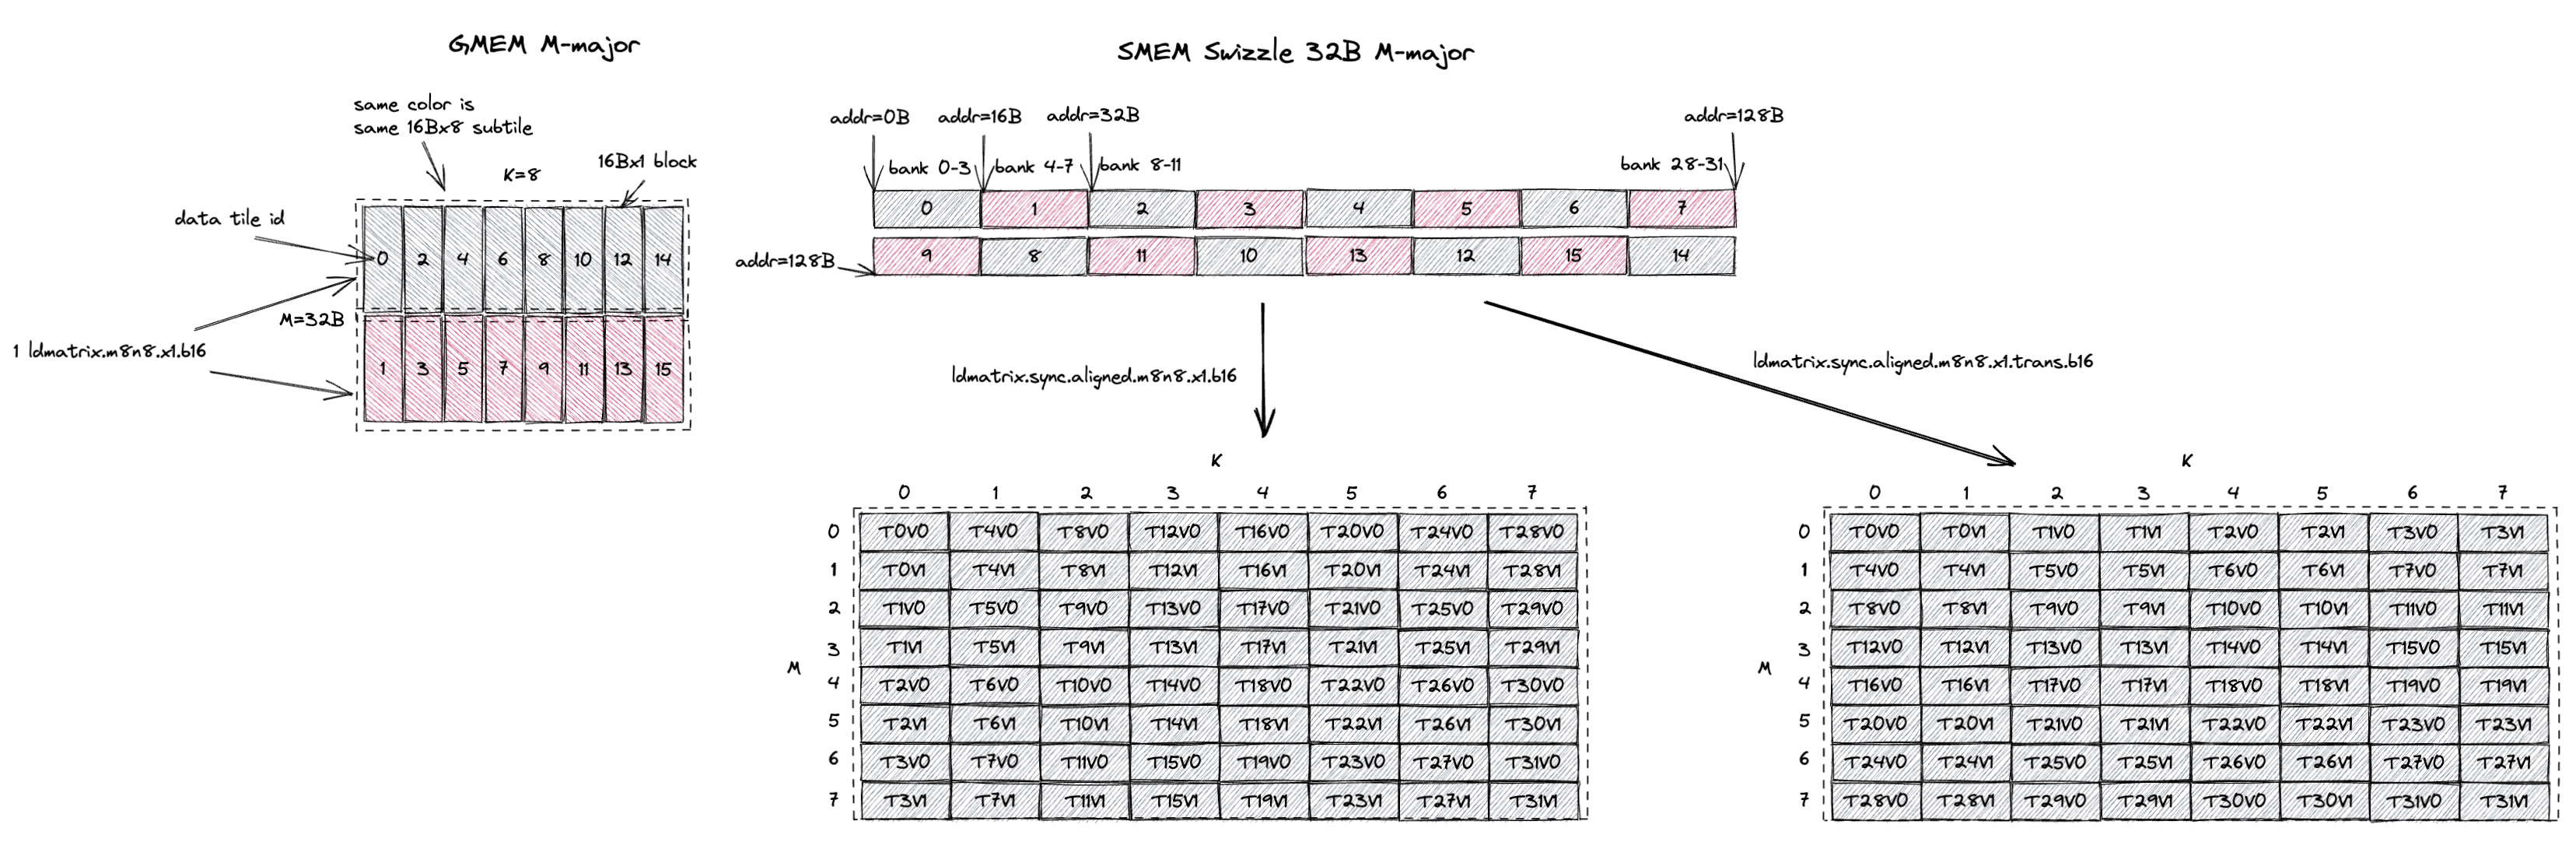 GMEM M-major
same color is
same 16Bx8 subtile
16Bx1 block
K=8
data tile id
0 2 4 6 8 10 12 14
M=32B
1 ldmatrix.m8n8.x1.b16
1 3 5 7 9 11 13 15
SMEM Swizzle 32B M-major
addr=0B addr=16B addr=32B addr=128B
bank 0-3 bank 4-7 bank 8-11 bank 28-31
0 1 2 3 4 5 6 7
addr=128B
9 8 11 10 13 12 15 14
ldmatrix.sync.aligned.m8n8.x1.b16
ldmatrix.sync.aligned.m8n8.x1.trans.b16
K
0 1 2 3 4 5 6 7
0 T0V0 T4V0 T8V0 T12V0 T16V0 T20V0 T24V0 T28V0
1 T0V1 T4V1 T8V1 T12V1 T16V1 T20V1 T24V1 T28V1
2 T1V0 T5V0 T9V0 T13V0 T17V0 T21V0 T25V0 T29V0
3 T1V1 T5V1 T9V1 T13V1 T17V1 T21V1 T25V1 T29V1
M
4 T2V0 T6V0 T10V0 T14V0 T18V0 T22V0 T26V0 T30V0
5 T2V1 T6V1 T10V1 T14V1 T18V1 T22V1 T26V1 T30V1
6 T3V0 T7V0 T11V0 T15V0 T19V0 T23V0 T27V0 T31V0
7 T3V1 T7V1 T11V1 T15V1 T19V1 T23V1 T27V1 T31V1
K
0 1 2 3 4 5 6 7
0 T0V0 T0V1 T1V0 T1V1 T2V0 T2V1 T3V0 T3V1
1 T4V0 T4V1 T5V0 T5V1 T6V0 T6V1 T7V0 T7V1
2 T8V0 T8V1 T9V0 T9V1 T10V0 T10V1 T11V0 T11V1
3 T12V0 T12V1 T13V0 T13V1 T14V0 T14V1 T15V0 T15V1
M
4 T16V0 T16V1 T17V0 T17V1 T18V0 T18V1 T19V0 T19V1
5 T20V0 T20V1 T21V0 T21V1 T22V0 T22V1 T23V0 T23V1
6 T24V0 T24V1 T25V0 T25V1 T26V0 T26V1 T27V0 T27V1
7 T28V0 T28V1 T29V0 T29V1 T30V0 T30V1 T31V0 T31V1